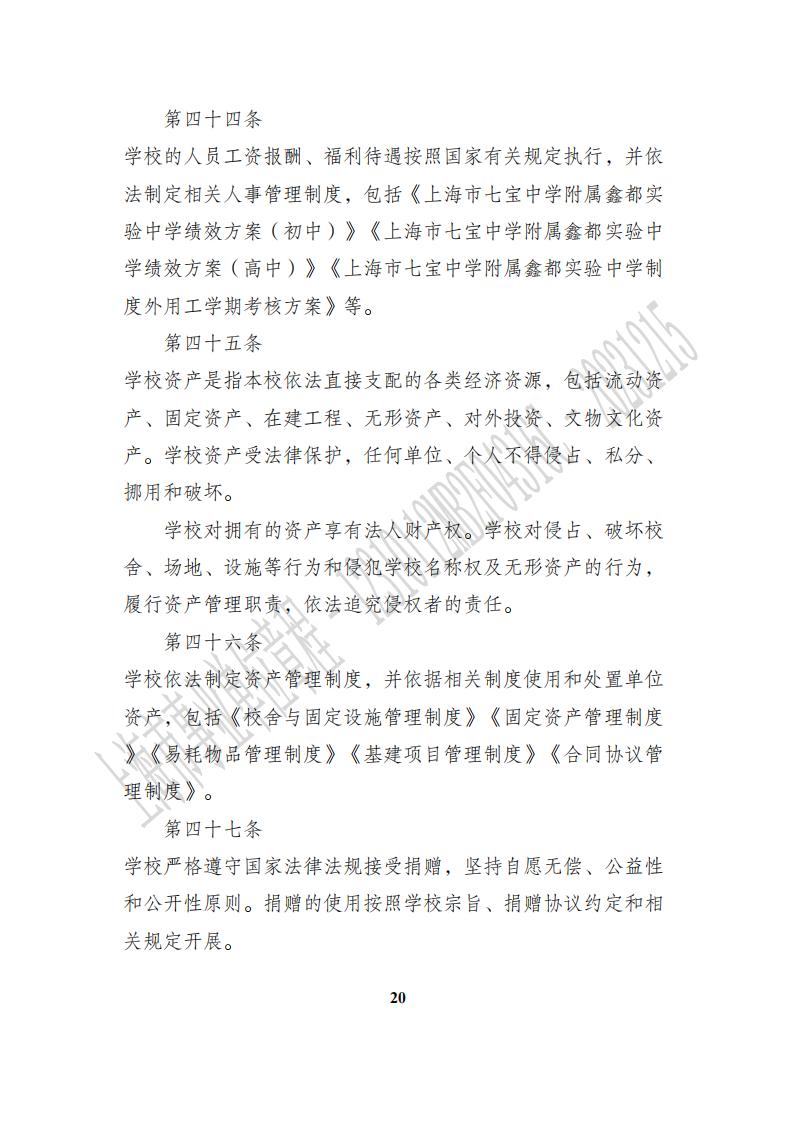 第四十四条
学校的人员工资报酬、福利待遇按照国家有关规定执行，并依
法制定相关人事管理制度，包括《上海市七宝中学附属鑫都实
验中学绩效方案（初中）》《上海市七宝中学附属鑫都实验中
学绩效方案（高中）》《上海市七宝中学附属鑫都实验中学制
度外用工学期考核方案》等。
第四十五条
学校资产是指本校依法直接支配的各类经济资源，包括流动资
产、固定资产、在建工程、无形资产、对外投资、文物文化资
产。学校资产受法律保护，任何单位、个人不得侵占、私分、
挪用和破坏。
学校对拥有的资产享有法人财产权。学校对侵占、破坏校
舍、场地、设施等行为和侵犯学校名称权及无形资产的行为，
履行资产管理职责，依法追究侵权者的责任。
第四十六条
学校依法制定资产管理制度，并依据相关制度使用和处置单位
资产，包括《校舍与固定设施管理制度》《固定资产管理制度
》《易耗物品管理制度》《基建项目管理制度》《合同协议管
理制度》。
第四十七条
学校严格遵守国家法律法规接受捐赠，坚持自愿无偿、公益性
和公开性原则。捐赠的使用按照学校宗旨、捐赠协议约定和相
关规定开展。
20